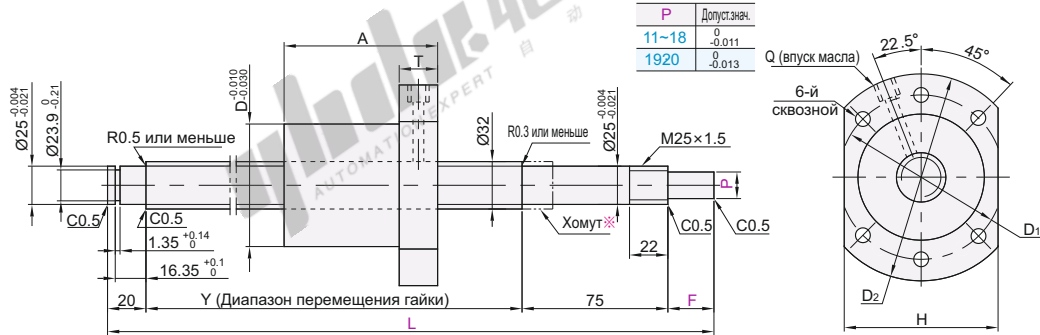 P Допуст.знач.
11~18 0 -0.011
1920 0 -0.013
A
T
22.5°
45°
Q (впуск масла)
6-й
сквозной
D-0.010 -0.030
Ø25 -0.004 -0.021
Ø23.9 0 -0.21
R0.5 или меньше
Ø32
R0.3 или меньше
Ø25 -0.004 -0.021
M25×1.5
P
C0.5
C0.5
Хомут※
C0.5
C0.5
1.35 +0.14 0
22
16.35 +0.1 0
20
Y (Диапазон перемещения гайки)
75
F
L
D1
D2
H
AUTOMATION EXPERT
自
动